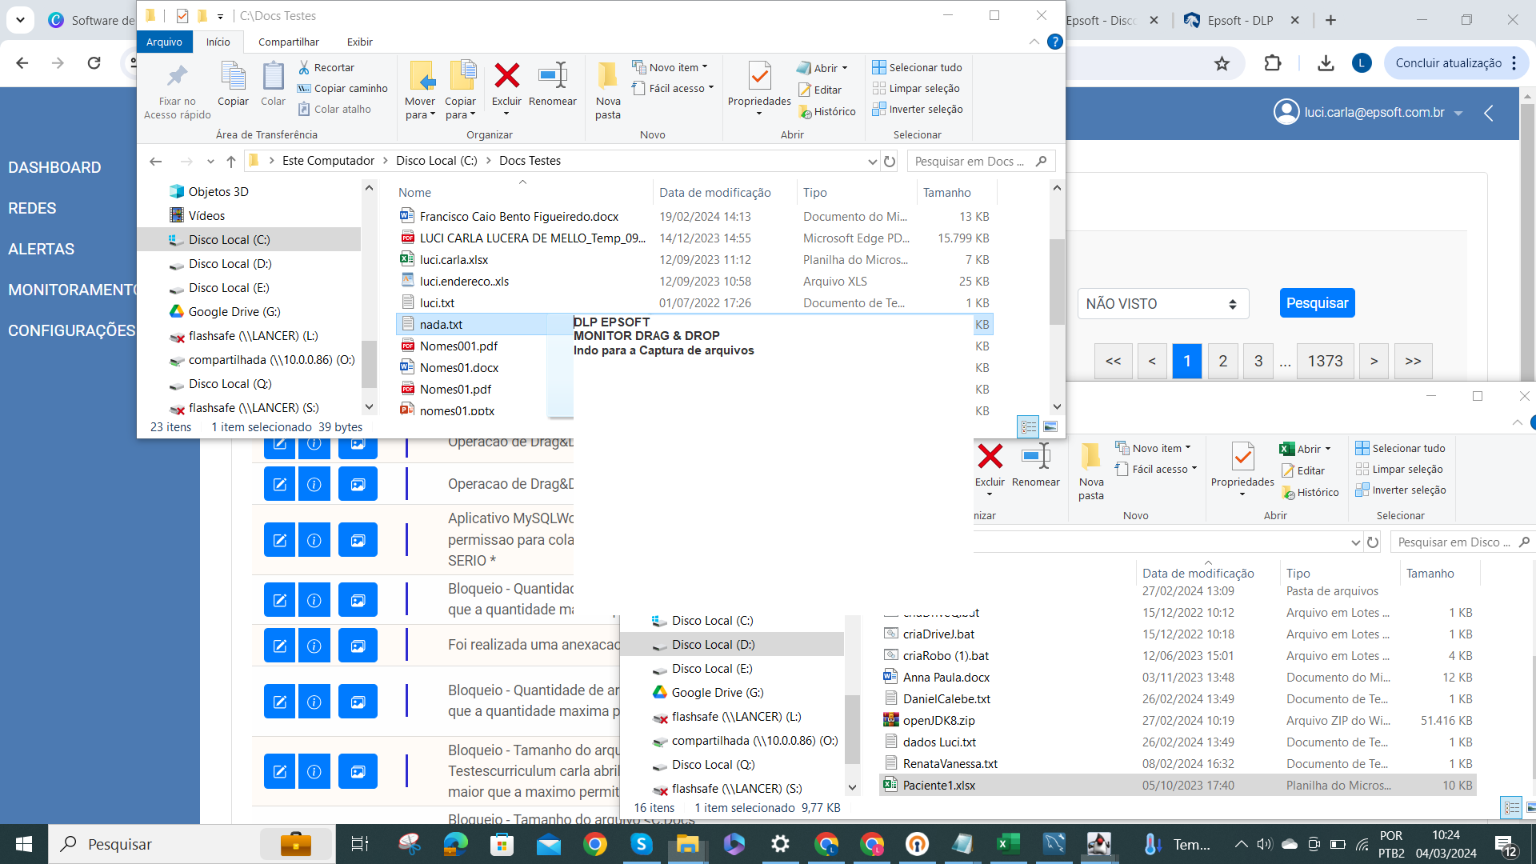 Software de
C:\Docs Testes
Epsoft - Disco
Epsoft - DLP
Arquivo
Início
Compartilhar
Exibir
Concluir atualização
Fixar no
Acesso rápido
Copiar
Colar
Recortar
Copiar caminho
Colar atalho
Área de Transferência
Mover
para
Copiar
para
Excluir
Renomear
Organizar
Nova
pasta
Novo item
Fácil acesso
Novo
Propriedades
Abrir
Editar
Histórico
Abrir
Selecionar tudo
Limpar seleção
Inverter seleção
Selecionar
luci.carla@epsoft.com.br
Este Computador > Disco Local (C:) > Docs Testes
Pesquisar em Docs ...
DASHBOARD
REDES
ALERTAS
MONITORAMENTO
CONFIGURAÇÕES
Objetos 3D
Vídeos
Disco Local (C:)
Disco Local (D:)
Disco Local (E:)
Google Drive (G:)
flashsafe (\\LANCER) (L:)
compartilhada (\\10.0.0.86) (O:)
Disco Local (Q:)
flashsafe (\\LANCER) (S:)
Nome Data de modificação Tipo Tamanho
Francisco Caio Bento Figueiredo.docx 19/02/2024 14:13 Documento do Mi... 13 KB
LUCI CARLA LUCERA DE MELLO_Temp_09... 14/12/2023 14:55 Microsoft Edge PD... 15.799 KB
luci.carla.xlsx 12/09/2023 11:12 Planilha do Micros... 7 KB
luci.endereco..xls 12/09/2023 10:58 Arquivo XLS 25 KB
luci.txt 01/07/2022 17:26 Documento de Te... 1 KB
nada.txt KB
Nomes001.pdf KB
Nomes01.docx KB
Nomes01.pdf KB
nomes01.pptx KB
DLP EPSOFT
MONITOR DRAG & DROP
Indo para a Captura de arquivos
23 itens 1 item selecionado 39 bytes
NÃO VISTO
Pesquisar
<< < 1 2 3 ... 1373 > >>
Operacao de Drag&D
Operacao de Drag&D
Aplicativo MySQLWo
permissao para cola
SERIO *
Bloqueio - Quantidad
que a quantidade ma
Foi realizada uma anexacao
Bloqueio - Quantidade de ar
que a quantidade maxima p
Bloqueio - Tamanho do arqu
Testescurriculum carla abril
maior que a maximo permit
Bloqueio - Tamanho do arquivo
Excluir
Renomear
nizar
Nova
pasta
Novo item
Fácil acesso
Novo
Propriedades
Abrir
Editar
Histórico
Abrir
Selecionar tudo
Limpar seleção
Inverter seleção
Selecionar
Pesquisar em Disco ...
Disco Local (C:)
Disco Local (D:)
Disco Local (E:)
Google Drive (G:)
flashsafe (\\LANCER) (L:)
compartilhada (\\10.0.0.86) (O:)
Disco Local (Q:)
flashsafe (\\LANCER) (S:)
Data de modificação Tipo Tamanho
27/02/2024 13:09 Pasta de arquivos
criaDriveQ.bat 15/12/2022 10:12 Arquivo em Lotes ... 1 KB
criaDriveJ.bat 15/12/2022 10:18 Arquivo em Lotes ... 1 KB
criaRobo (1).bat 12/06/2023 15:01 Arquivo em Lotes ... 4 KB
Anna Paula.docx 03/11/2023 13:48 Documento do Mi... 12 KB
DanielCalebe.txt 26/02/2024 13:49 Documento de Te... 1 KB
openJDK8.zip 27/02/2024 10:19 Arquivo ZIP do Wi... 51.416 KB
dados Luci.txt 26/02/2024 13:49 Documento de Te... 1 KB
RenataVanessa.txt 08/02/2024 16:32 Documento de Te... 1 KB
Paciente1.xlsx 05/10/2023 17:40 Planilha do Micros... 10 KB
16 itens 1 item selecionado 9,77 KB
Pesquisar
Tem...
POR
PTB2
10:24
04/03/2024
12